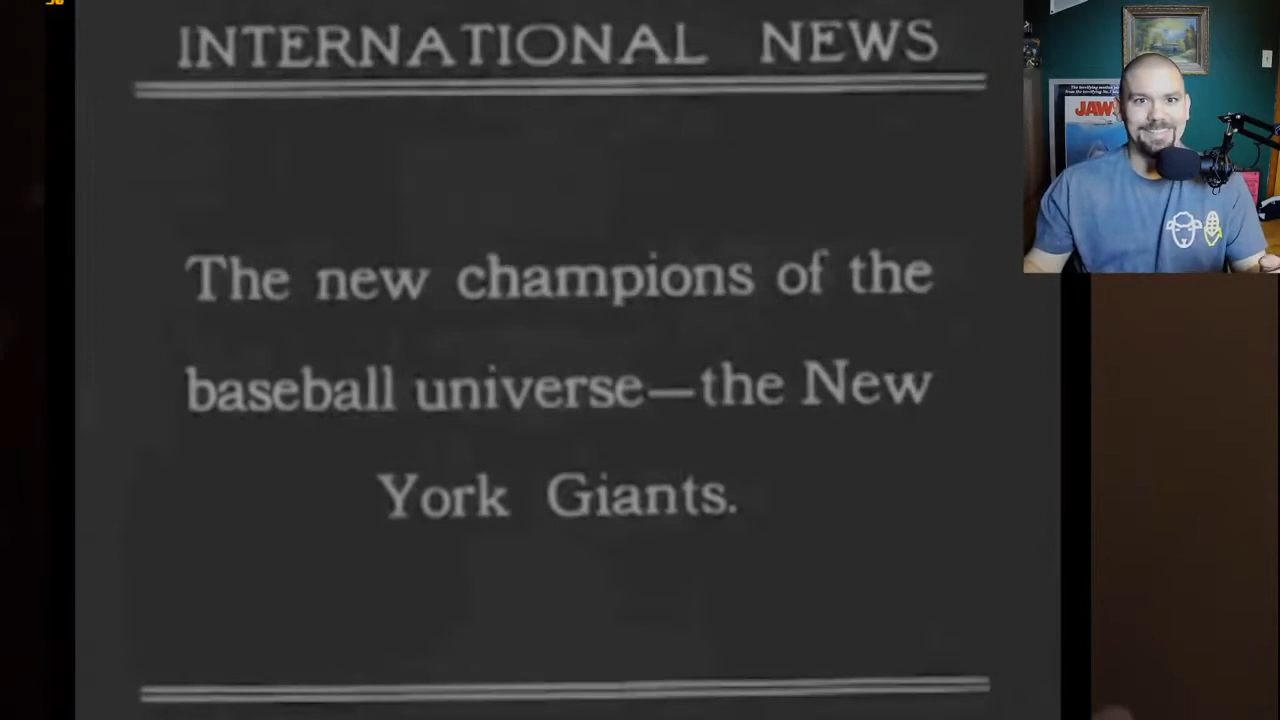 INTERNATIONAL NEWS
The new champions of the
baseball universe—the New
York Giants.
JAWS